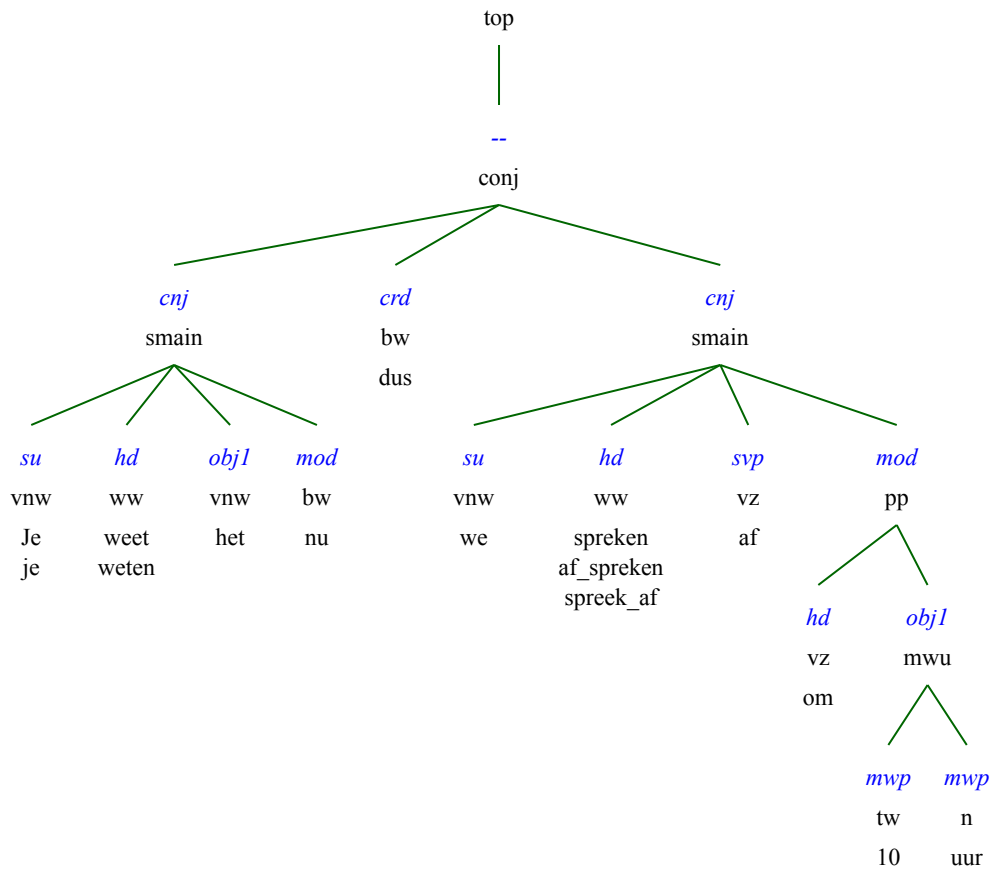 top
--
conj
cnj crd cnj
smain bw smain
dus
su hd obj1 mod su hd svp mod
vnw ww vnw bw vnw ww vz pp
Je weet het nu we spreken af
je weten af_spreken
spreek_af
hd obj1
vz mwu
om
mwp mwp
tw n
10 uur